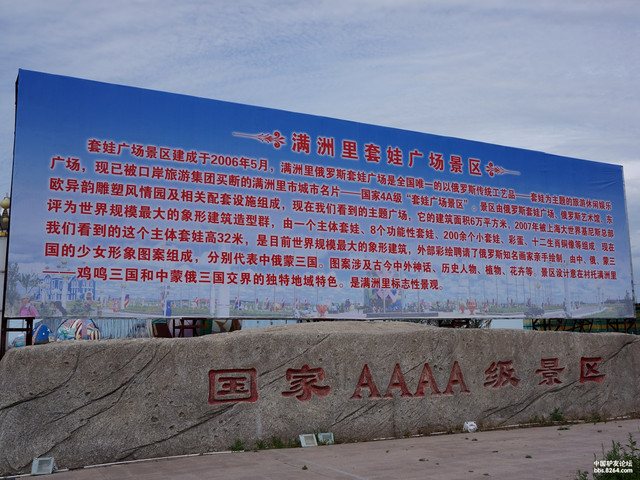 满洲里套娃广场景区
套娃广场景区建成于2006年5月，满洲里俄罗斯套娃广场是全国唯一的以俄罗斯传统工艺品——套娃为主题的旅游休闲娱乐
广场，现已被口岸旅游集团买断的满洲里市城市名片——国家4A级“套娃广场景区”。景区由俄罗斯套娃广场、俄罗斯艺术馆、东
欧异韵雕塑风情园及相关配套设施组成，现在我们看到的主题广场，它的建筑面积6万平方米，2007年被上海大世界基尼斯总部
评为世界规模最大的象形建筑造型群，由一个主体套娃、8个功能性套娃、200余个小套娃、彩蛋、十二生肖铜像等组成 现在
我们看到的这个主体套娃高32米，是目前世界规模最大的象形建筑，外部彩绘聘请了俄罗斯知名画家亲手绘制，由中、俄、蒙三
国的少女形象图案组成，分别代表中俄蒙三国。图案涉及古今中外神话、历史人物、植物、花卉等。景区设计意在衬托满洲里
——鸡鸣三国和中蒙俄三国交界的独特地域特色。是满洲里标志性景观。
国家AAAA级景区
中国驴友论坛
bbs.8264.com